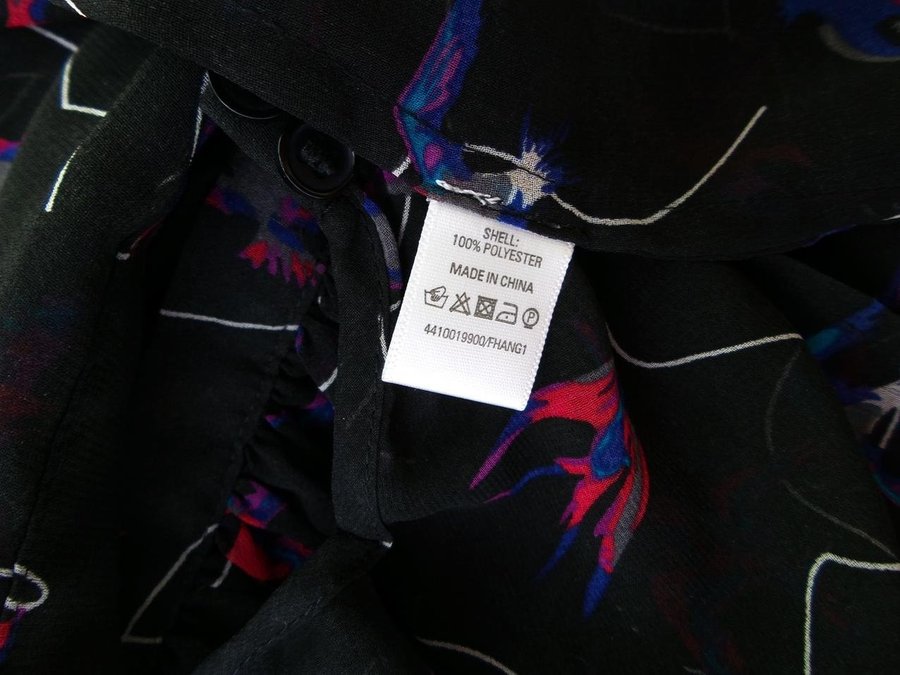 SHELL:
100% POLYESTER
MADE IN CHINA
P
4410019900/FHANG1